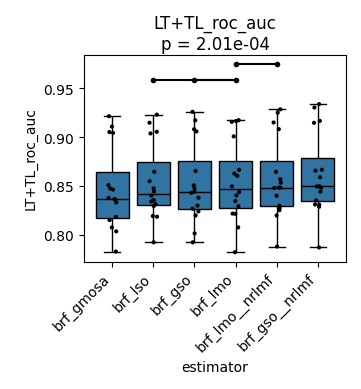 LT+TL_roc_auc
p = 2.01e-04
LT+TL_roc_auc
0.95
0.90
0.85
0.80
brf_gmosa
brf_lso
brf_gso
brf_lmo
brf_lmo__nrlmf
brf_gso__nrlmf
estimator